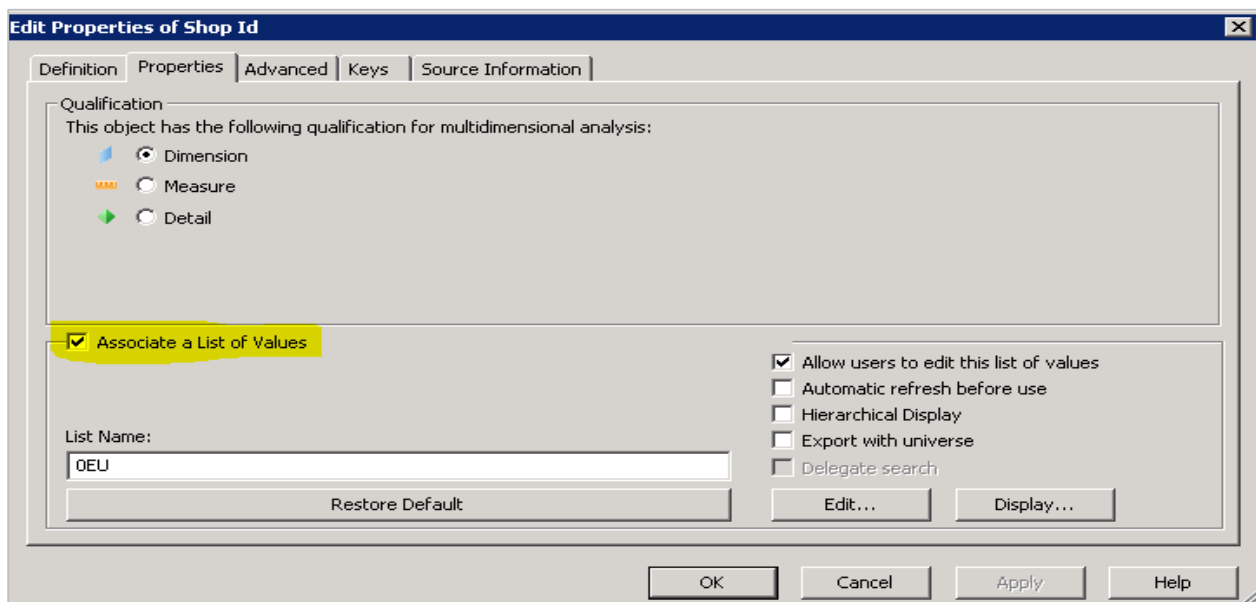 Edit Properties of Shop Id
Definition Properties Advanced Keys Source Information
Qualification
This object has the following qualification for multidimensional analysis:
Dimension
Measure
Detail
Associate a List of Values
Allow users to edit this list of values
Automatic refresh before use
Hierarchical Display
Export with universe
Delegate search
List Name:
0EU
Restore Default
Edit... Display...
OK Cancel Apply Help